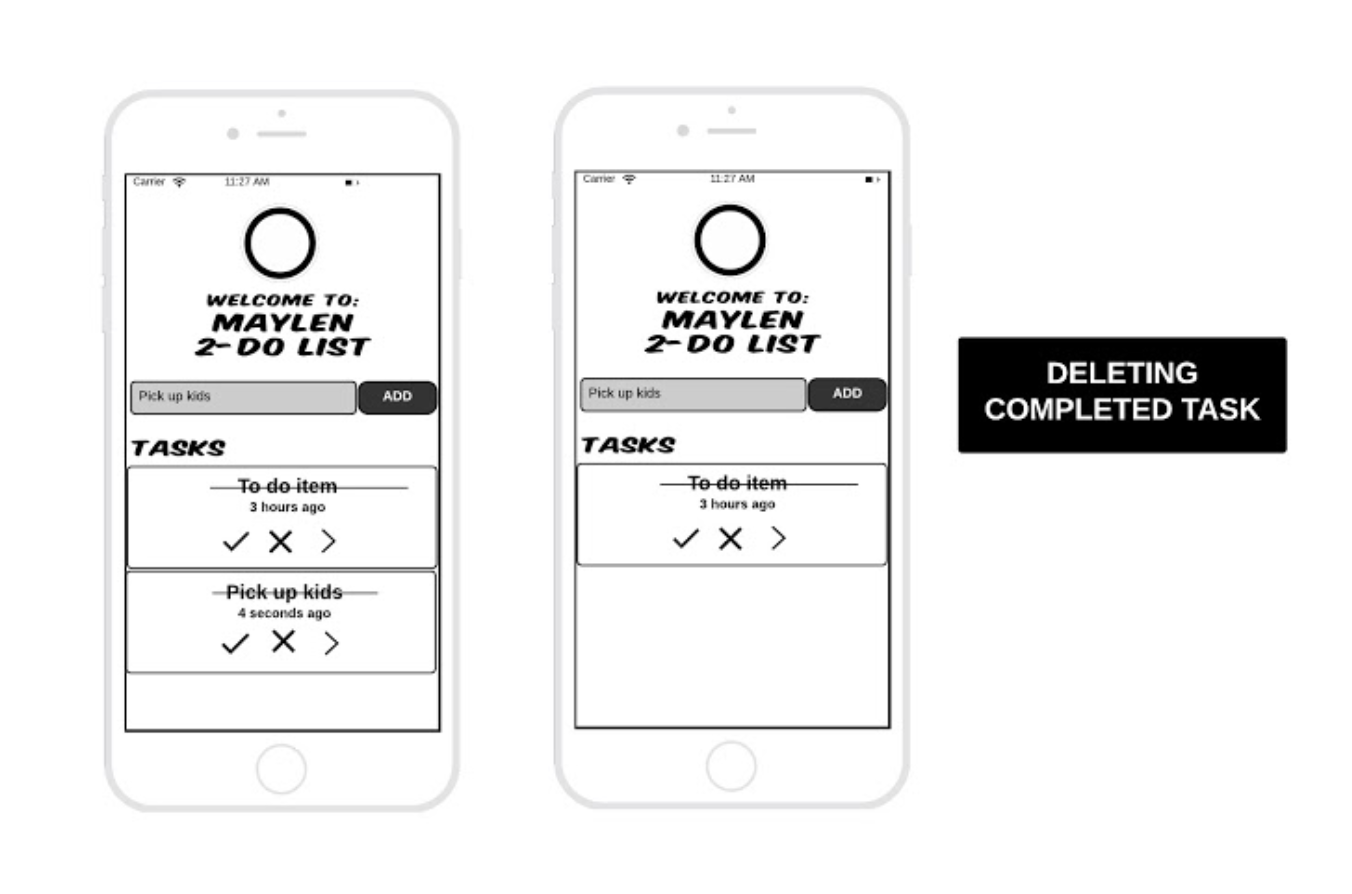 Carrier 11:27 AM
WELCOME TO:
MAYLEN
2-DO LIST
Pick up kids ADD
TASKS
To do item
3 hours ago
Pick up kids
4 seconds ago
Carrier 11:27 AM
WELCOME TO:
MAYLEN
2-DO LIST
Pick up kids ADD
TASKS
To do item
3 hours ago
DELETING
COMPLETED TASK